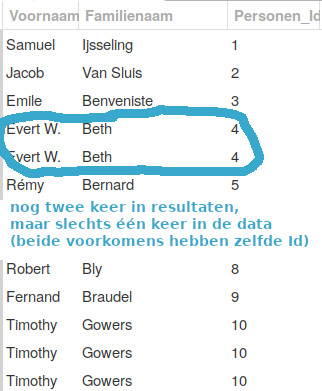 Voornaam Familienaam Personen_Id
Samuel Ijsseling 1
Jacob Van Sluis 2
Emile Benveniste 3
Evert W. Beth 4
Evert W. Beth 4
Rémy Bernard 5
nog twee keer in resultaten,
maar slechts één keer in de data
(beide voorkomens hebben zelfde Id)
Robert Bly 8
Fernand Braudel 9
Timothy Gowers 10
Timothy Gowers 10
Timothy Gowers 10